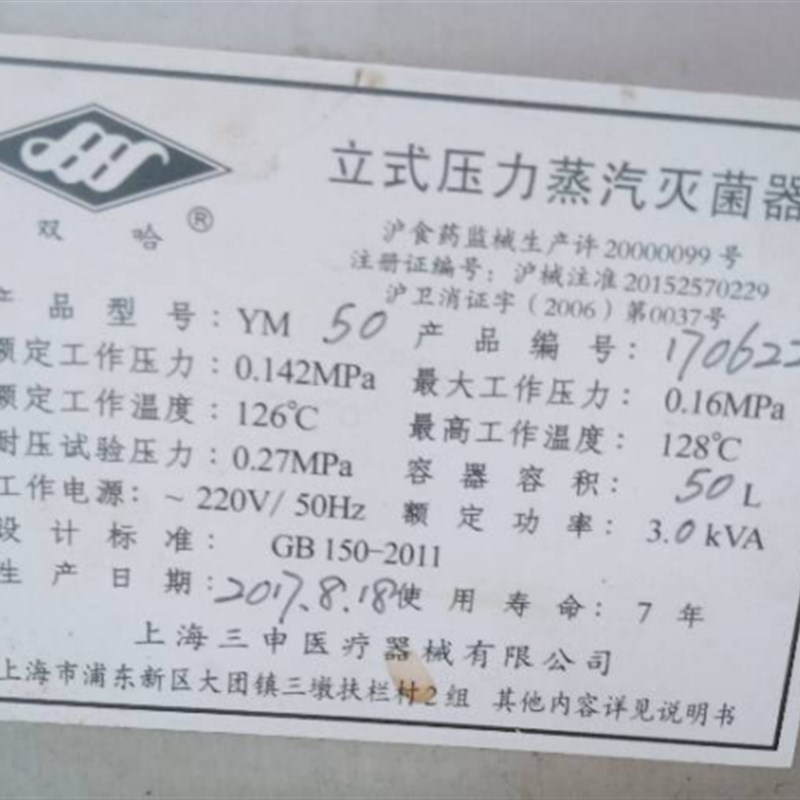 双哈®
立式压力蒸汽灭菌器
沪食药监械生产许20000099号
注册证编号：沪械注准20152570229
沪卫消证字（2006）第0037号
产品型号：YM 50 产品编号：170622
额定工作压力：0.142MPa 最大工作压力：0.16MPa
额定工作温度：126℃ 最高工作温度：128℃
耐压试验压力：0.27MPa 容器容积：50 L
工作电源：~220V/50Hz 额定功率：3.0kVA
设计标准：GB 150-2011
生产日期：2017.8.18 使用寿命：7年
上海三申医疗器械有限公司
上海市浦东新区大团镇三墩扶栏村2组 其他内容详见说明书